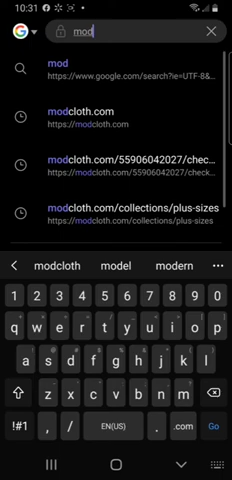 10:31
mod
mod
https://www.google.com/search?ie=UTF-8&...
modcloth.com
https://modcloth.com
modcloth.com/55906042027/chec...
https://modcloth.com/55906042027/check...
modcloth.com/collections/plus-sizes
https://modcloth.com/collections/plus-sizes
modcloth model modern
1 2 3 4 5 6 7 8 9 0
q w e r t y u i o p
a s d f g h j k l
z x c v b n m
!#1 , / EN(US) . .com Go